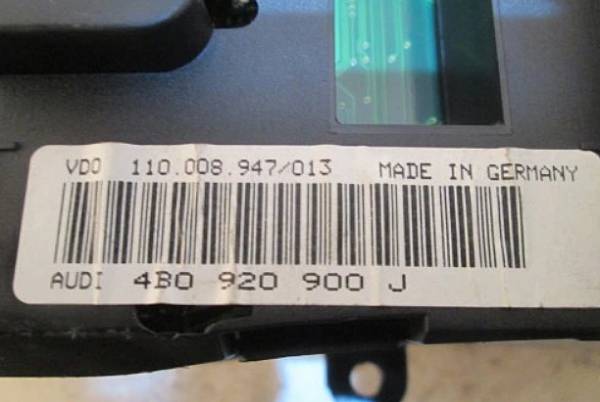 VDO 110.008.947/013 MADE IN GERMANY
AUDI 4B0 920 900 J